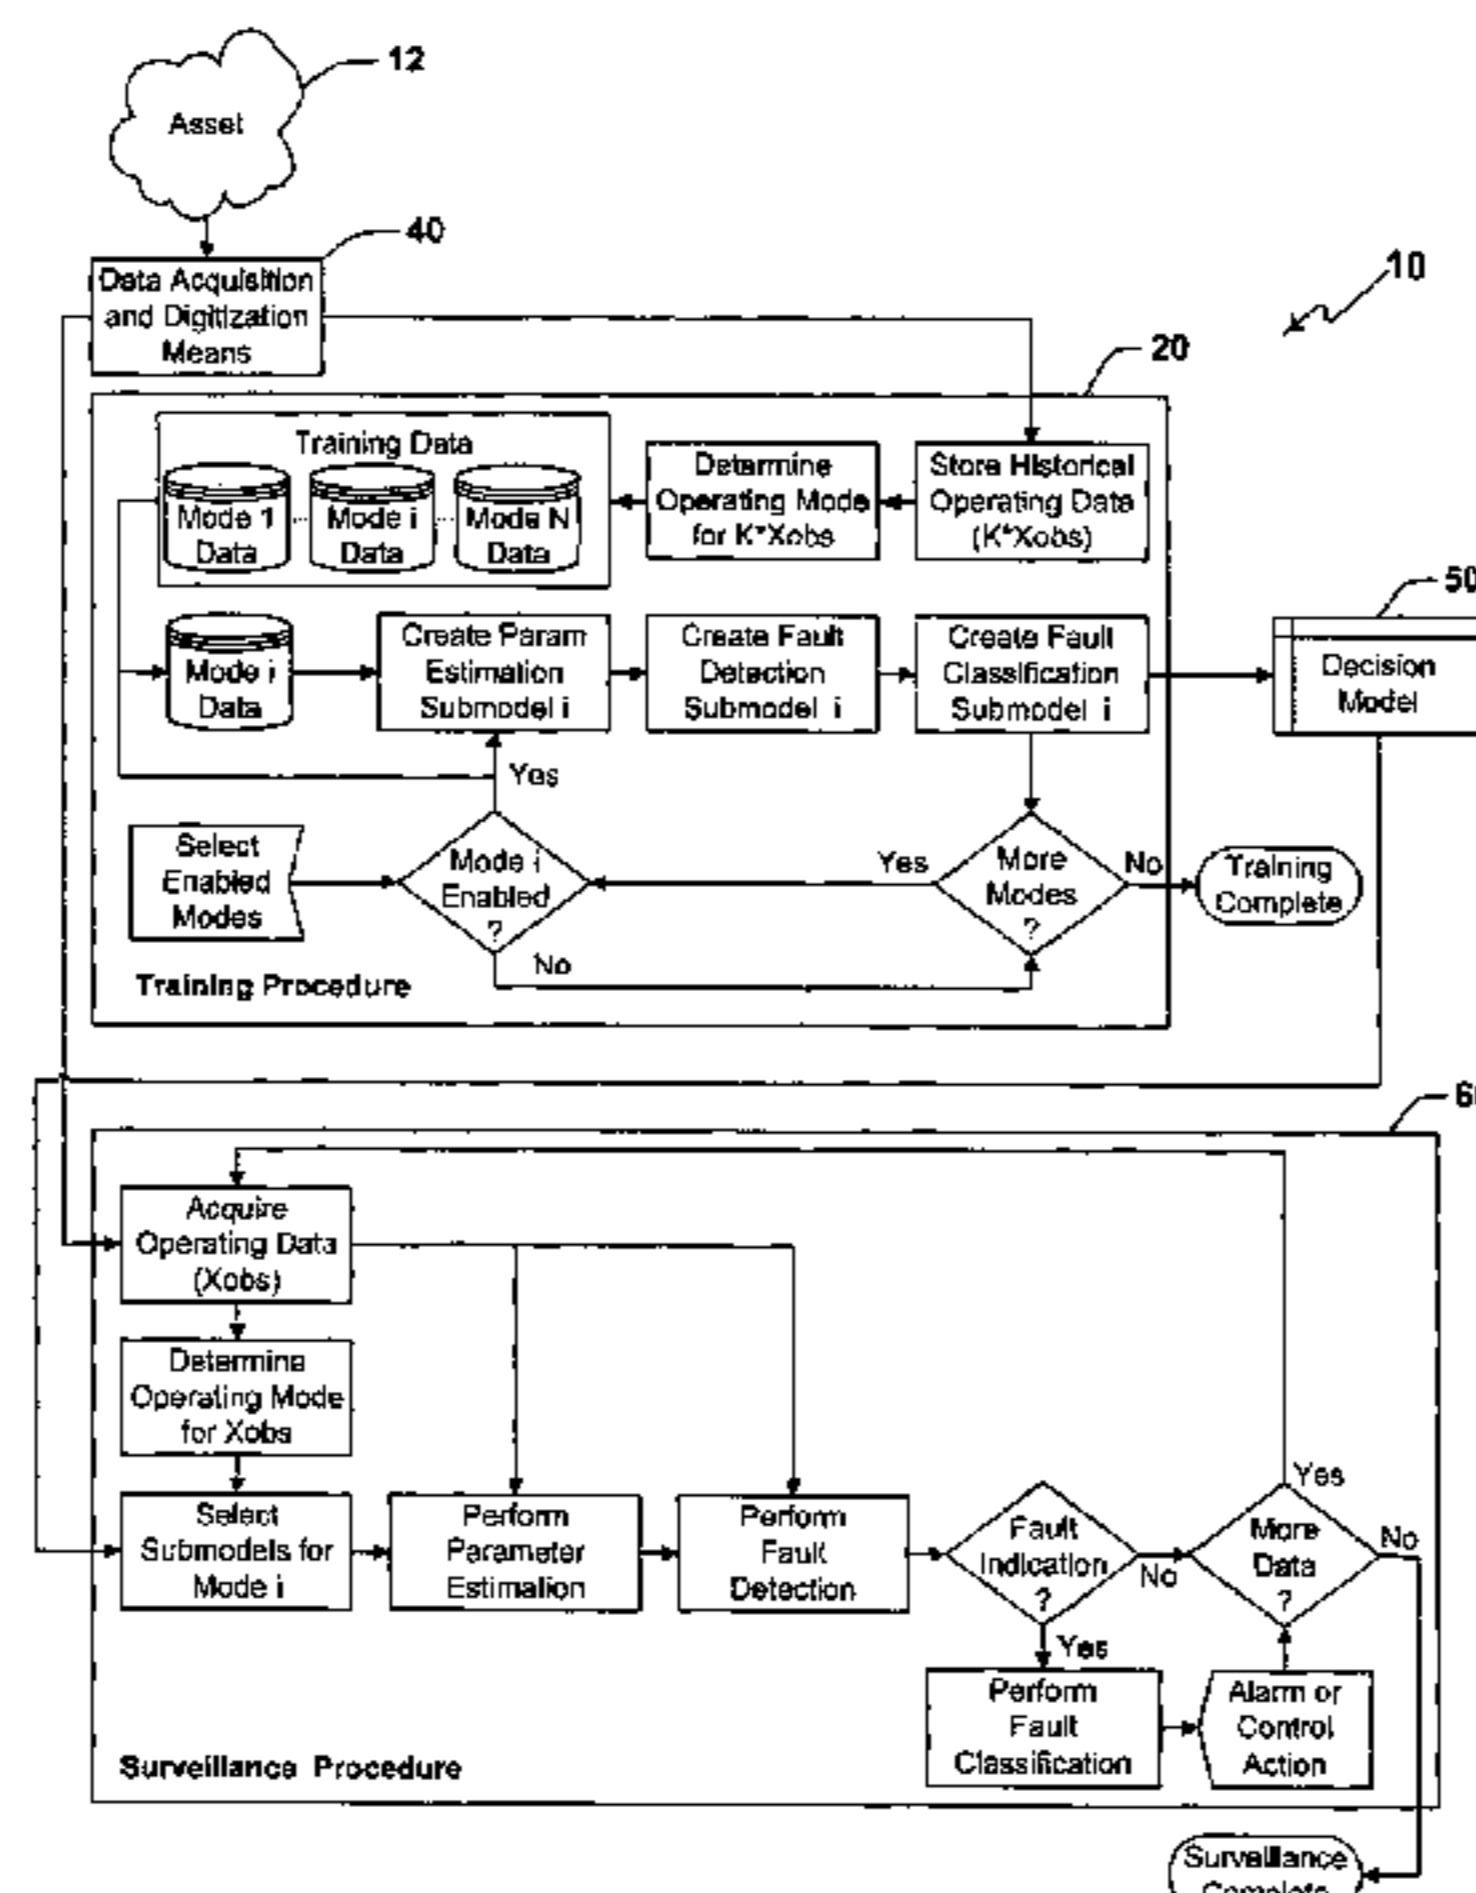 12
Asset
40
Data Acquisition
and Digitization
Means
10
20
Training Data
Mode 1
Data
Mode i
Data
Mode N
Data
Determine
Operating Mode
for K*Xobs
Store Historical
Operating Data
(K*Xobs)
50
Mode i
Data
Create Param
Estimation
Submodel i
Create Fault
Detection
Submodel i
Create Fault
Classification
Submodel i
Decision
Model
Yes
Select
Enabled
Modes
Mode i
Enabled
?
Yes
More
Modes
?
No
Training
Complete
No
Training Procedure
6
Acquire
Operating Data
(Xobs)
Determine
Operating Mode
for Xobs
Select
Submodels for
Mode i
Perform
Parameter
Estimation
Perform
Fault
Detection
Fault
Indication
?
No
Yes
More
Data
?
Yes
No
Perform
Fault
Classification
Alarm or
Control
Action
Surveillance Procedure
Surveillance
Complete